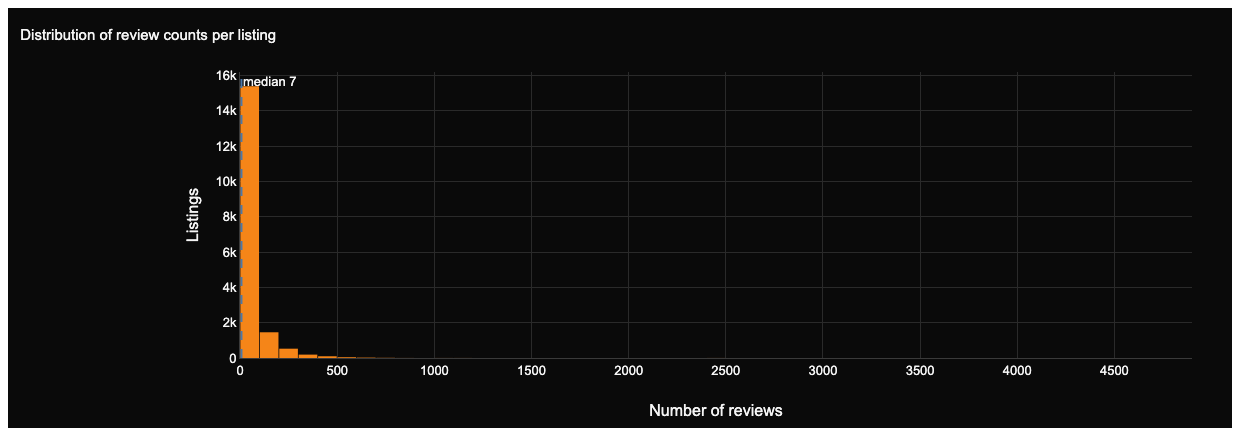 Distribution of review counts per listing
16k
median 7
14k
12k
10k
8k
6k
4k
2k
0
Listings
0 500 1000 1500 2000 2500 3000 3500 4000 4500
Number of reviews